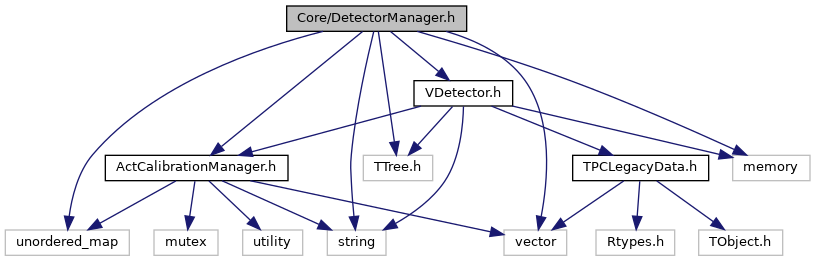 Core/DetectorManager.h
VDetector.h
ActCalibrationManager.h
TTree.h
TPCLegacyData.h
memory
unordered_map
mutex
utility
string
vector
Rtypes.h
TObject.h